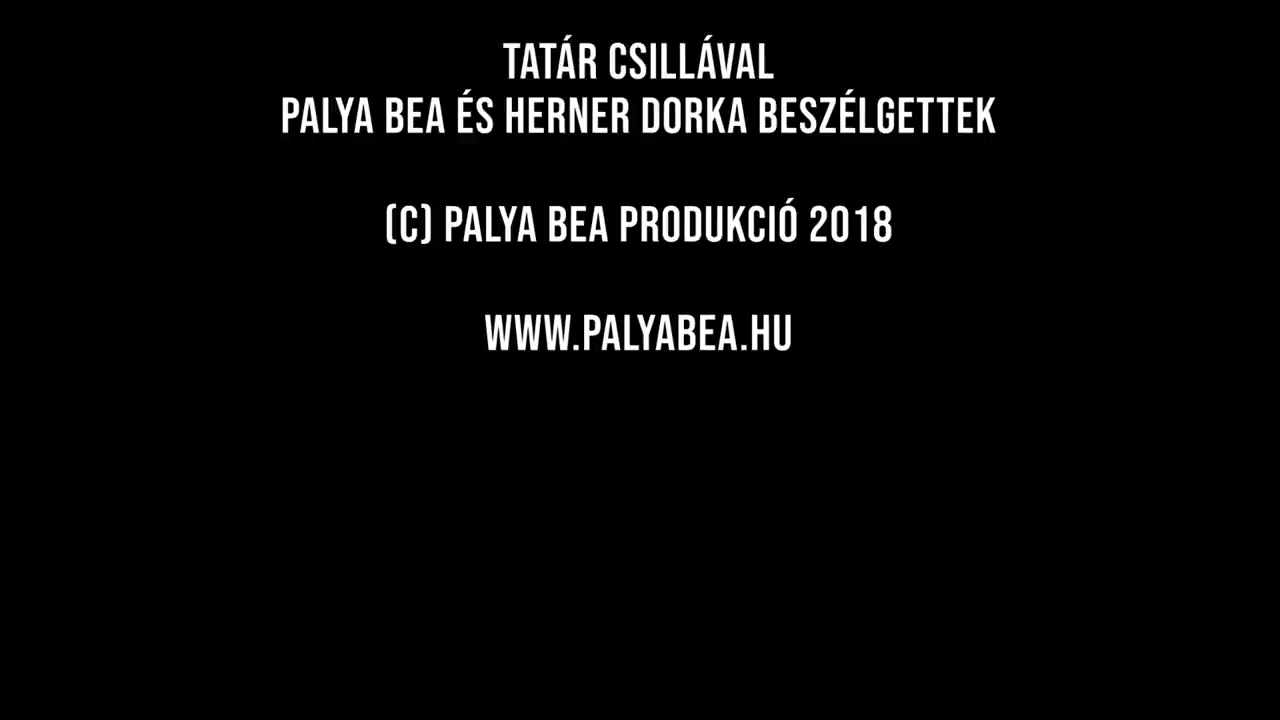 TATÁR CSILLÁVAL
PALYA BEA ÉS HERNER DORKA BESZÉLGETTEK
(C) PALYA BEA PRODUKCIÓ 2018
WWW.PALYABEA.HU